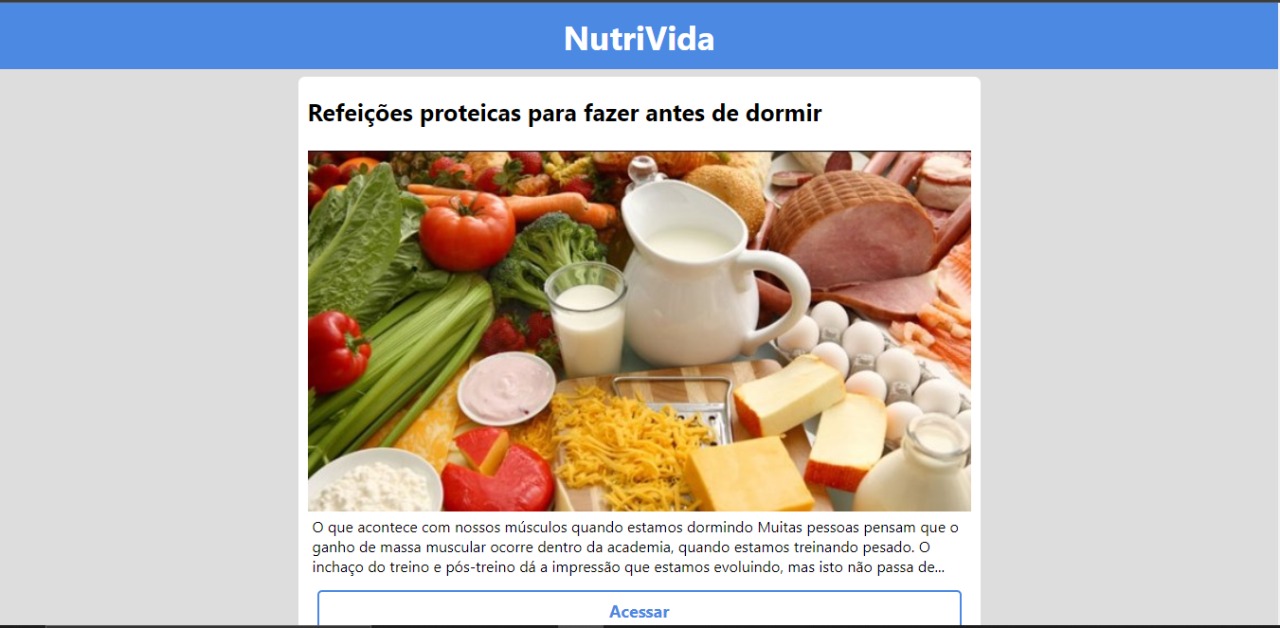 NutriVida
Refeições proteicas para fazer antes de dormir
O que acontece com nossos músculos quando estamos dormindo Muitas pessoas pensam que o
ganho de massa muscular ocorre dentro da academia, quando estamos treinando pesado. O
inchaço do treino e pós-treino dá a impressão que estamos evoluindo, mas isto não passa de...
Acessar